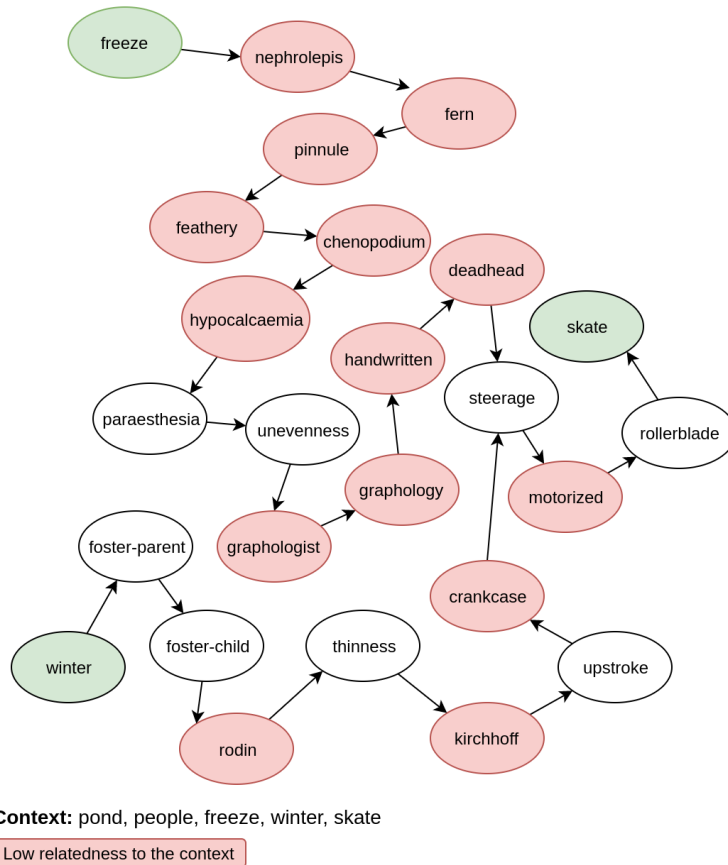 freeze
nephrolepis
fern
pinnule
feathery
chenopodium
deadhead
hypocalcaemia
skate
handwritten
steerage
paraesthesia
unevenness
rollerblade
graphology
motorized
foster-parent
graphologist
crankcase
foster-child
thinness
winter
upstroke
rodin
kirchhoff
Context: pond, people, freeze, winter, skate
Low relatedness to the context